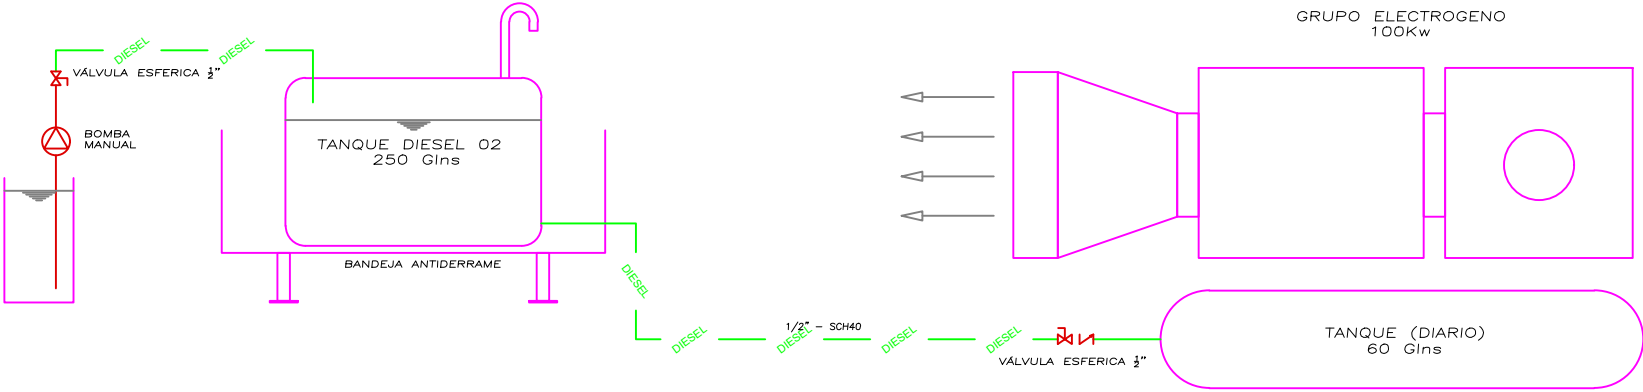 GRUPO ELECTROGENO
100Kw
DIESEL
DIESEL
VÁLVULA ESFERICA ½"
BOMBA
MANUAL
TANQUE DIESEL 02
250 Glns
BANDEJA ANTIDERRAME
DIESEL
1/2" - SCH40
DIESEL
DIESEL
DIESEL
DIESEL
VÁLVULA ESFERICA ½"
TANQUE (DIARIO)
60 Glns